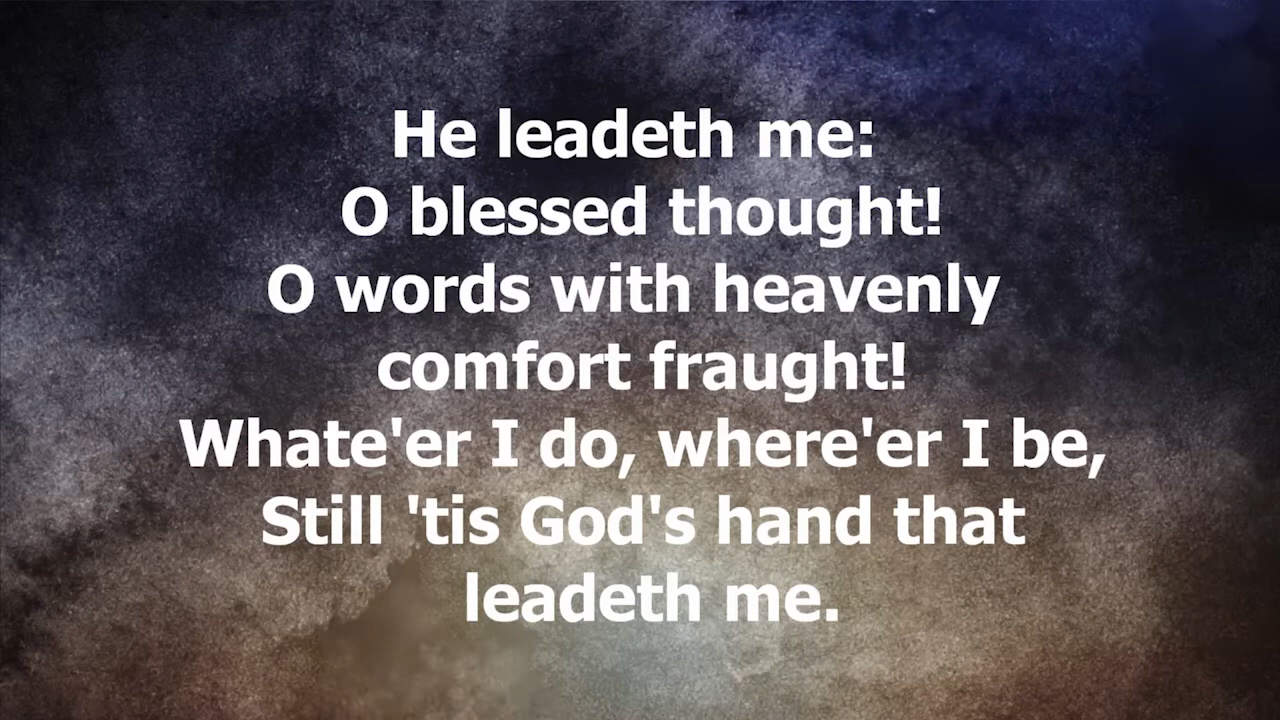 He leadeth me:
O blessed thought!
O words with heavenly
comfort fraught!
Whate'er I do, where'er I be,
Still 'tis God's hand that
leadeth me.